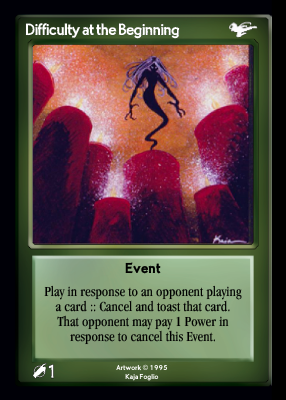 Difficulty at the Beginning
Kaja
Event
Play in response to an opponent playing
a card :: Cancel and toast that card.
That opponent may pay 1 Power in
response to cancel this Event.
1
Artwork © 1995
Kaja Foglio